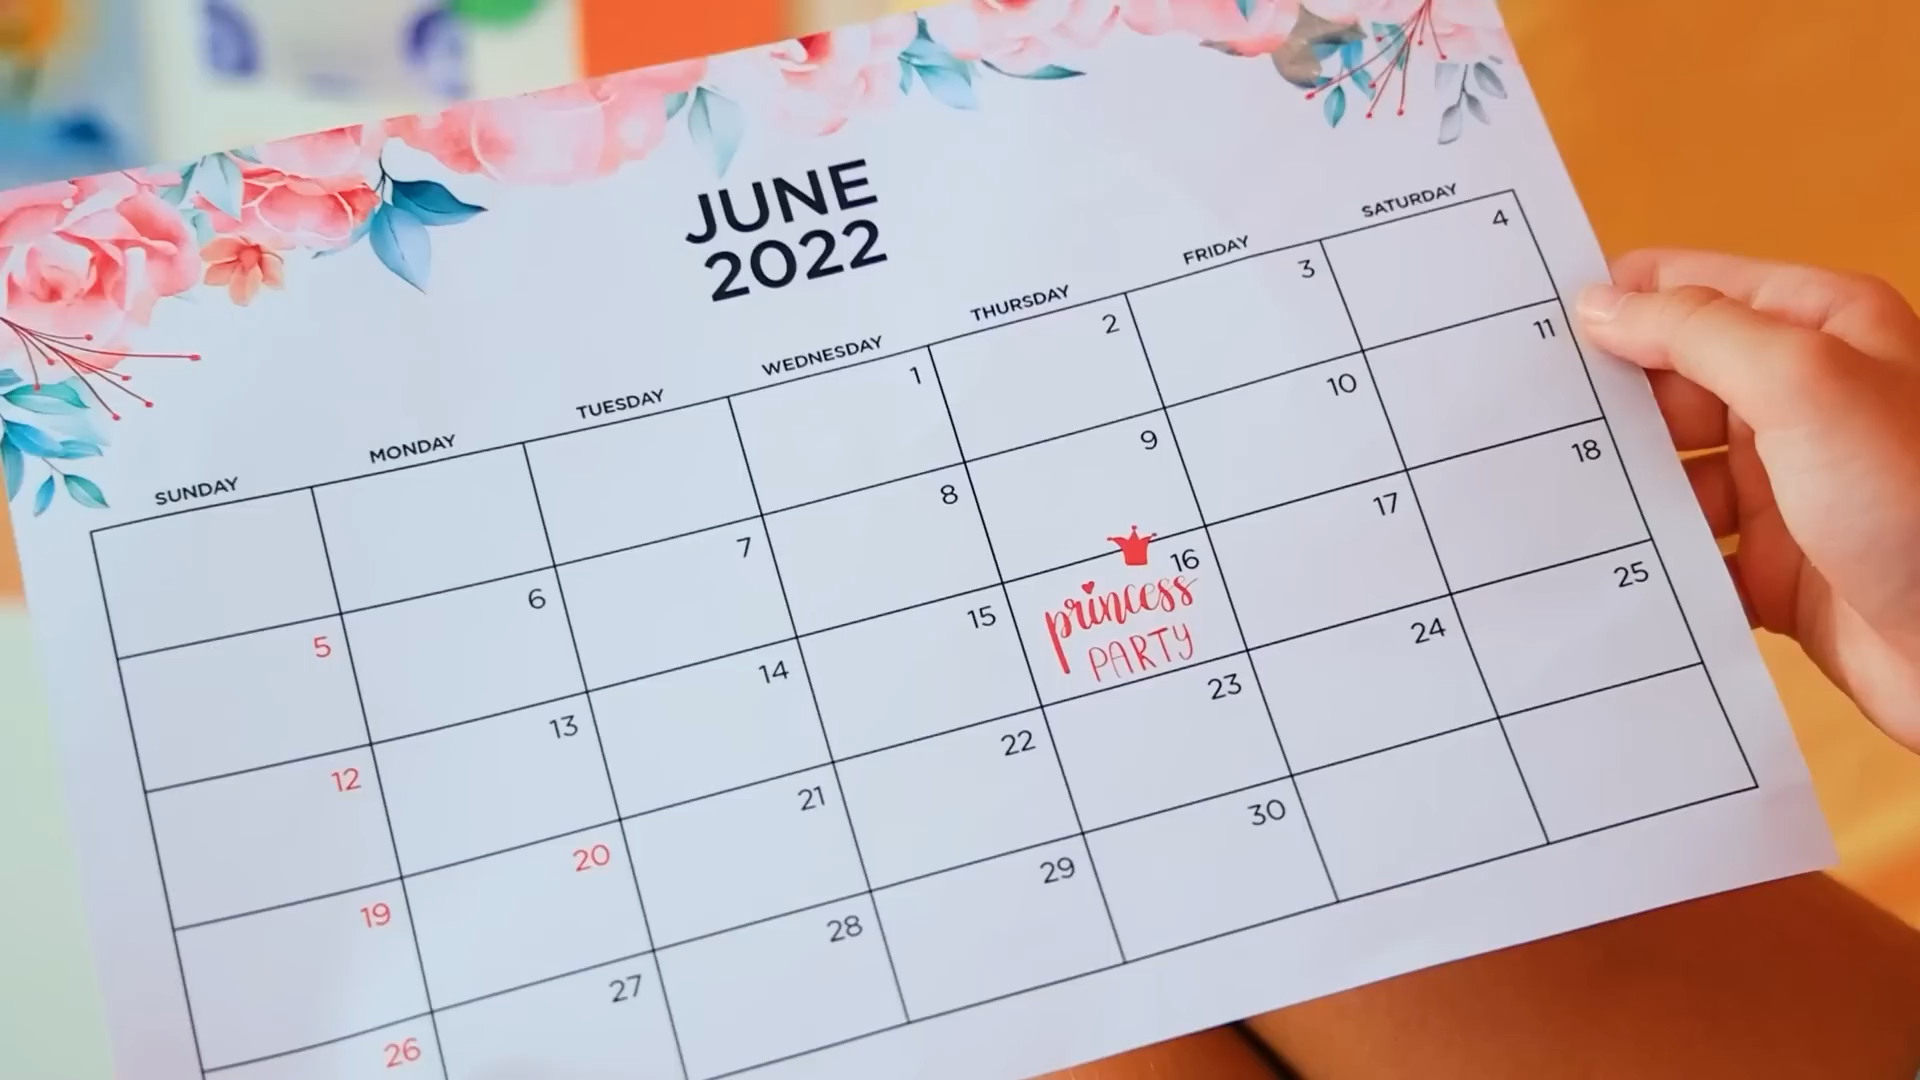 JUNE
2022
SUNDAY MONDAY TUESDAY WEDNESDAY THURSDAY FRIDAY SATURDAY
1 2 3 4
5 6 7 8 9 10 11
12 13 14 15 16 17 18
princess
PARTY
19 20 21 22 23 24 25
26 27 28 29 30